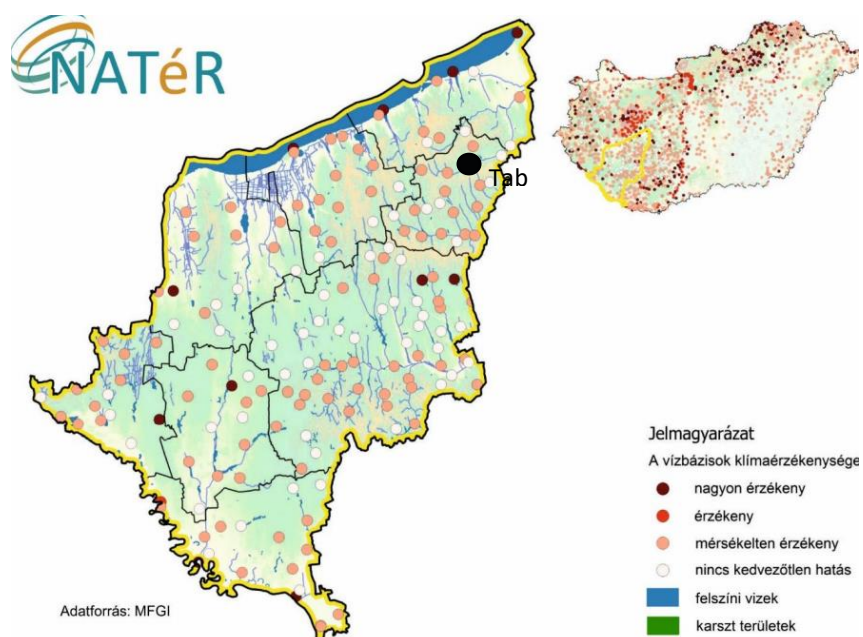 NATéR
Tab
Jelmagyarázat
A vízbázisok klímaérzékenysége
nagyon érzékeny
érzékeny
mérsékelten érzékeny
nincs kedvezőtlen hatás
felszíni vizek
karszt területek
Adatforrás: MFGI